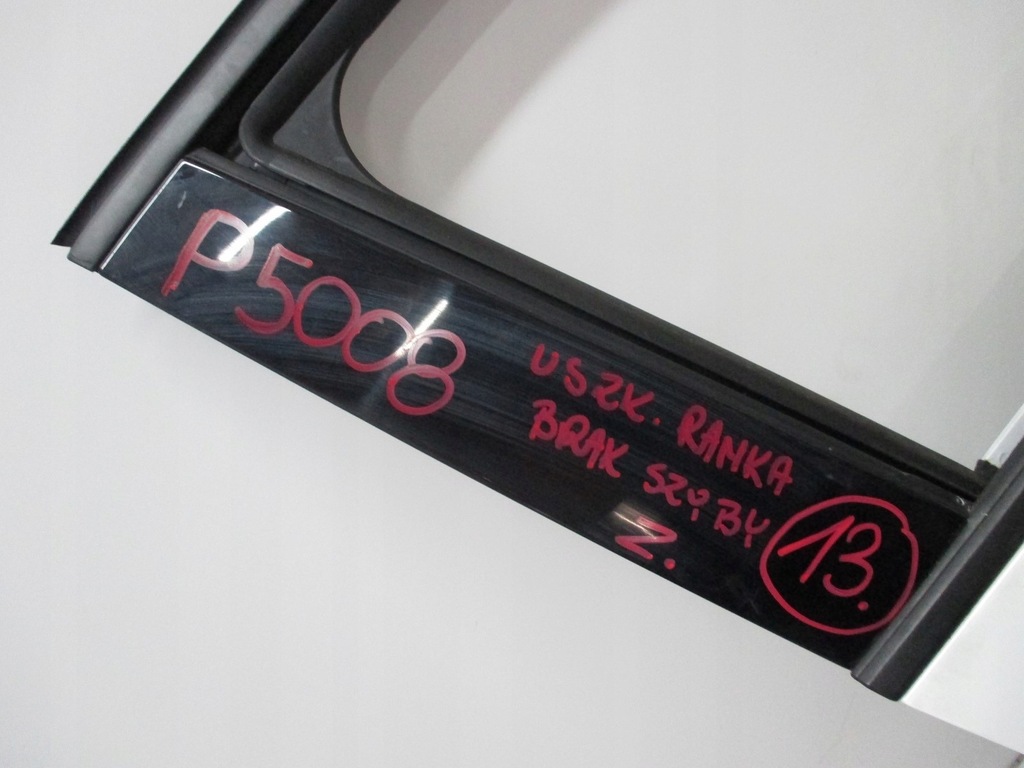 P5008
USZK. RAMKA
BRAK SZYBY
Z.
13.